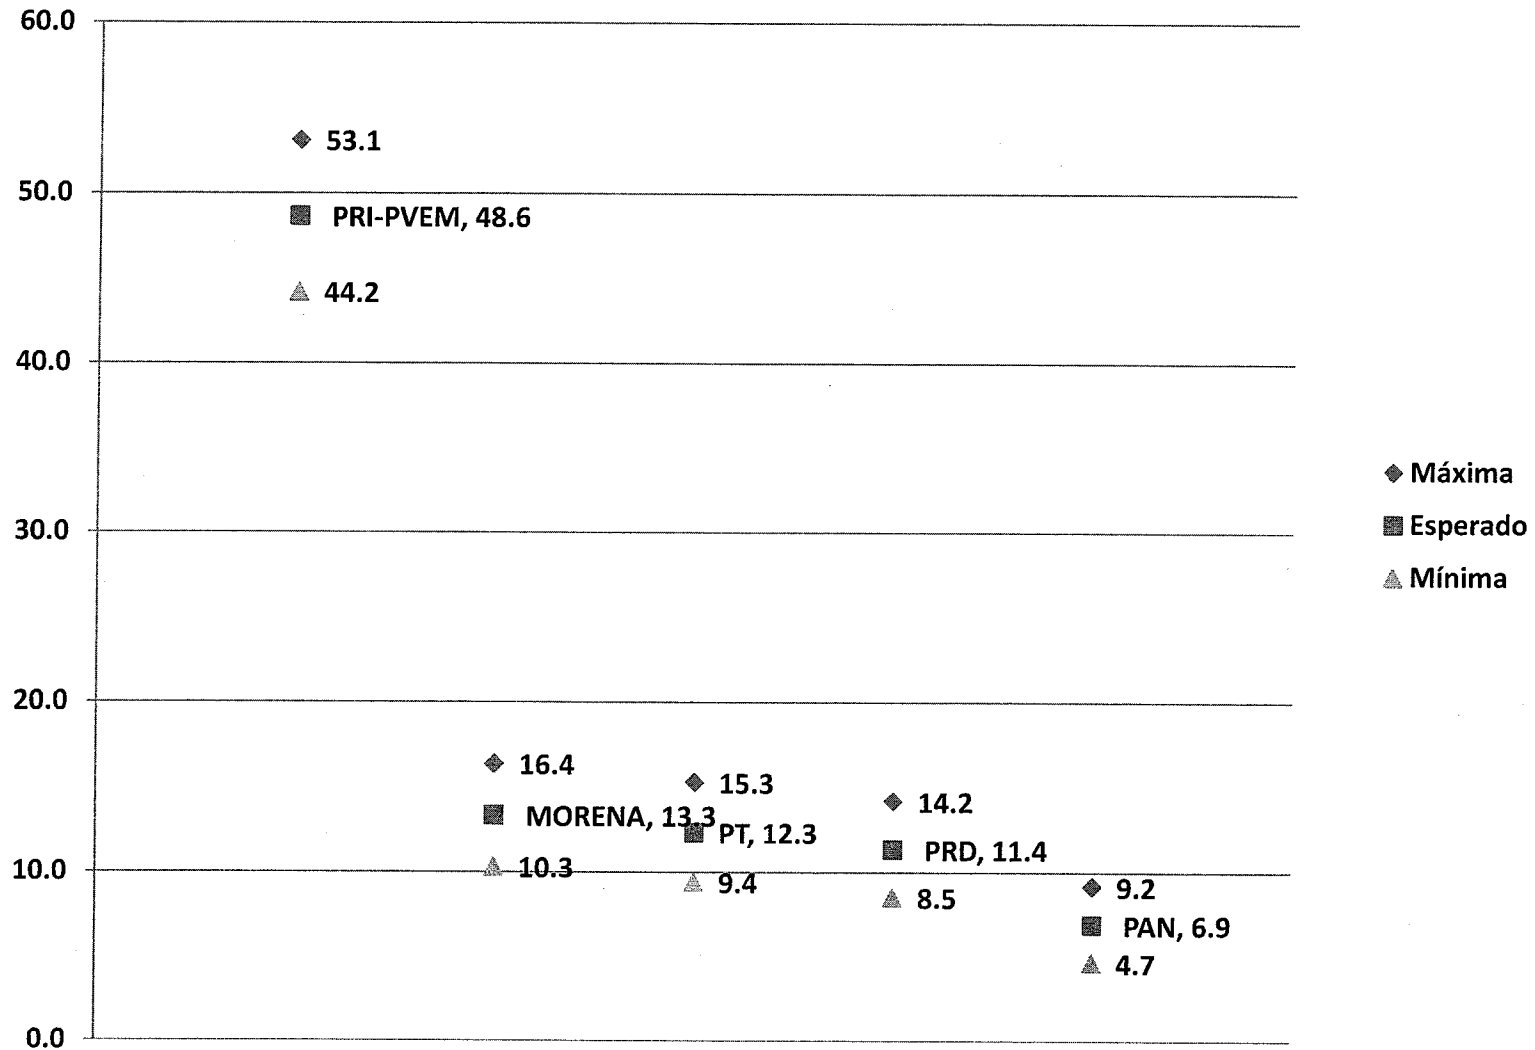 60.0
50.0
40.0
30.0
20.0
10.0
0.0
53.1
PRI-PVEM, 48.6
44.2
16.4
MORENA, 13.3
10.3
15.3
PT, 12.3
9.4
14.2
PRD, 11.4
8.5
9.2
PAN, 6.9
4.7
Máxima
Esperado
Mínima